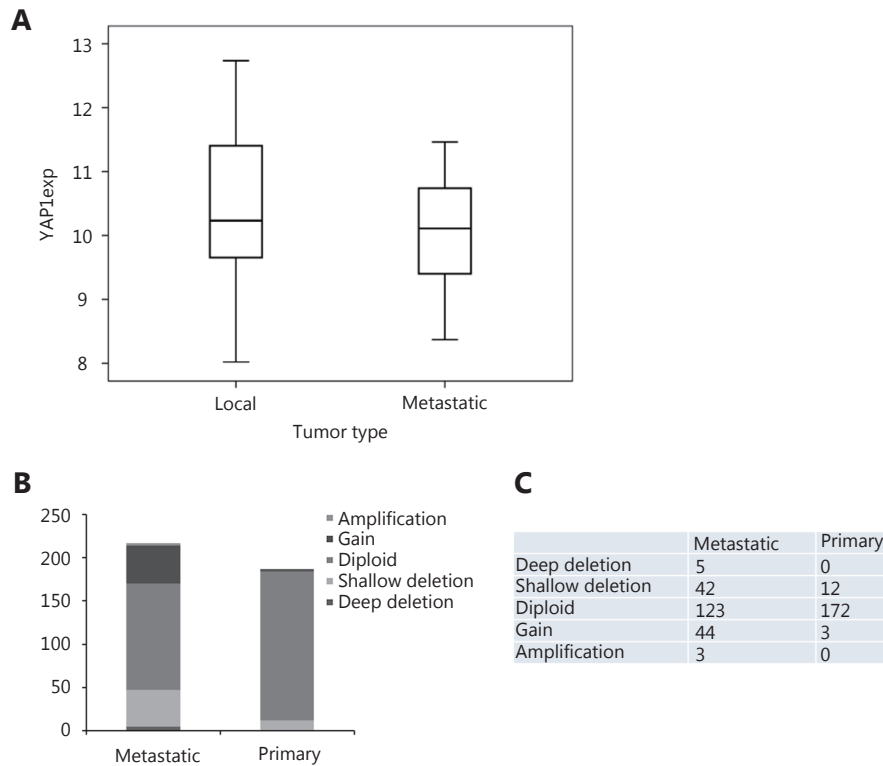 A
13
12
11
10
9
8
YAP1exp
Local Metastatic
Tumor type
B
250
200
150
100
50
0
Metastatic Primary
Amplification
Gain
Diploid
Shallow deletion
Deep deletion
C
Metastatic Primary
Deep deletion 5 0
Shallow deletion 42 12
Diploid 123 172
Gain 44 3
Amplification 3 0